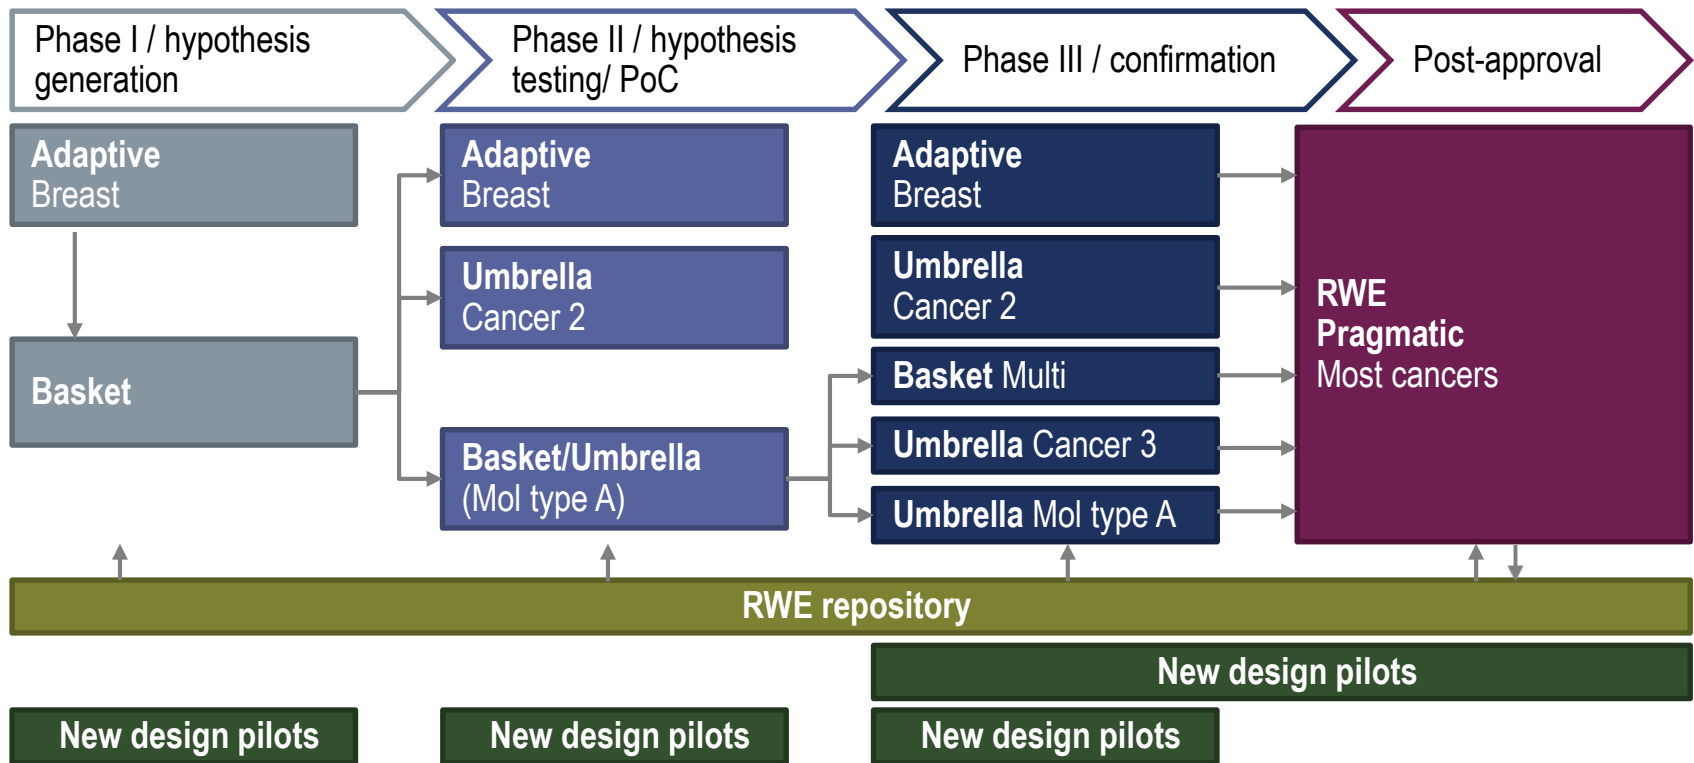 Phase I / hypothesis
generation
Phase II / hypothesis
testing/ PoC
Phase III / confirmation
Post-approval
Adaptive
Breast
Basket
Adaptive
Breast
Umbrella
Cancer 2
Basket/Umbrella
(Mol type A)
Adaptive
Breast
Umbrella
Cancer 2
Basket Multi
Umbrella Cancer 3
Umbrella Mol type A
RWE
Pragmatic
Most cancers
RWE repository
New design pilots
New design pilots
New design pilots
New design pilots